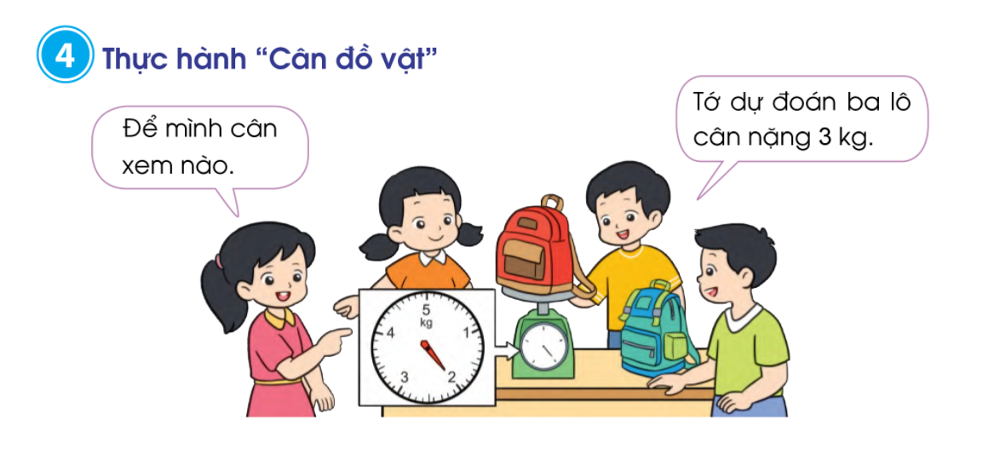 4 Thực hành “Cân đồ vật”
Để mình cân
xem nào.
Tớ dự đoán ba lô
cân nặng 3 kg.
5
kg
4
1
3
2